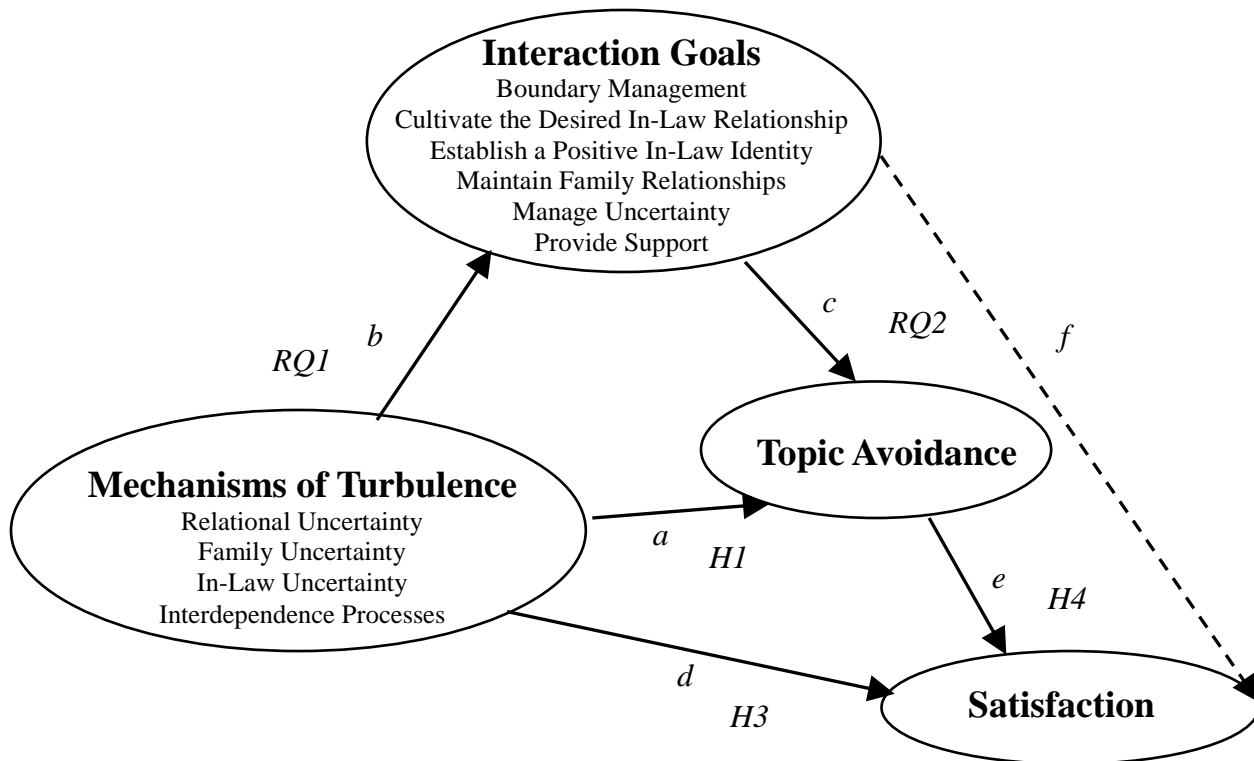 Interaction Goals
Boundary Management
Cultivate the Desired In-Law Relationship
Establish a Positive In-Law Identity
Maintain Family Relationships
Manage Uncertainty
Provide Support
b
RQ1
c
RQ2
f
Mechanisms of Turbulence
Relational Uncertainty
Family Uncertainty
In-Law Uncertainty
Interdependence Processes
Topic Avoidance
a
H1
e
H4
d
H3
Satisfaction